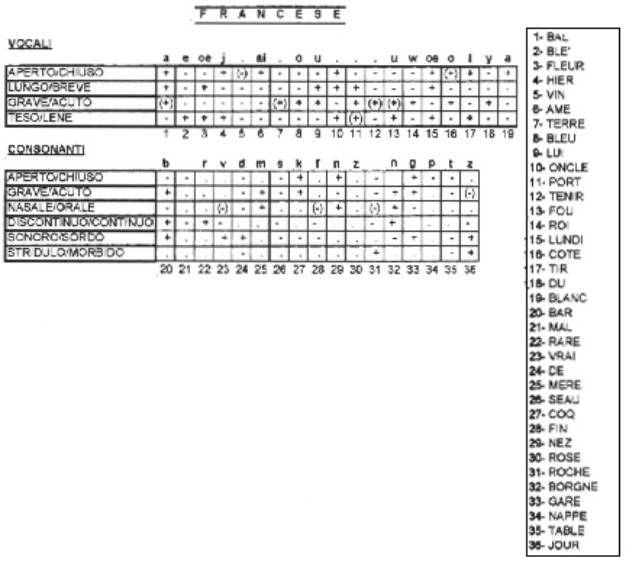 F R A N C E S E
VOCALI
a e oe j . ai . o u . . . u w oe o i y a
APERTO/CHIUSO
LUNGO/BREVE
GRAVE/ACUTO
TESO/LENE
1 2 3 4 5 6 7 8 9 10 11 12 13 14 15 16 17 18 19
CONSONANTI
b r v d m s k f n z n g p t z
APERTO/CHIUSO
GRAVE/ACUTO
NASALE/ORALE
DISCONTINUO/CONTINUO
SONORO/SORDO
STRIDULO/MORBIDO
20 21 22 23 24 25 26 27 28 29 30 31 32 33 34 35 36
1- BAL
2- BLE'
3- FLEUR
4- HIER
5- VIN
6- AME
7- TERRE
8- BLEU
9- LUI
10- ONCLE
11- PORT
12- TENIR
13- FOU
14- ROI
15- LUNDI
16- COTE
17- TIR
18- DU
19- BLANC
20- BAR
21- MAL
22- RARE
23- VRAI
24- DE
25- MERE
26- SEAU
27- COQ
28- FIN
29- NEZ
30- ROSE
31- ROCHE
32- BORGNE
33- GARE
34- NAPPE
35- TABLE
36- JOUR